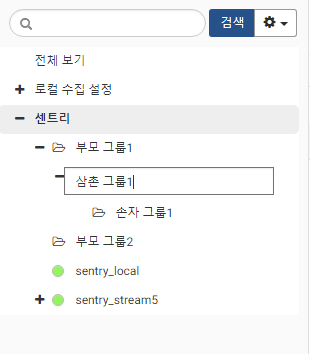 검색
전체 보기
로컬 수집 설정
센트리
부모 그룹1
삼촌 그룹1
손자 그룹1
부모 그룹2
sentry_local
sentry_stream5